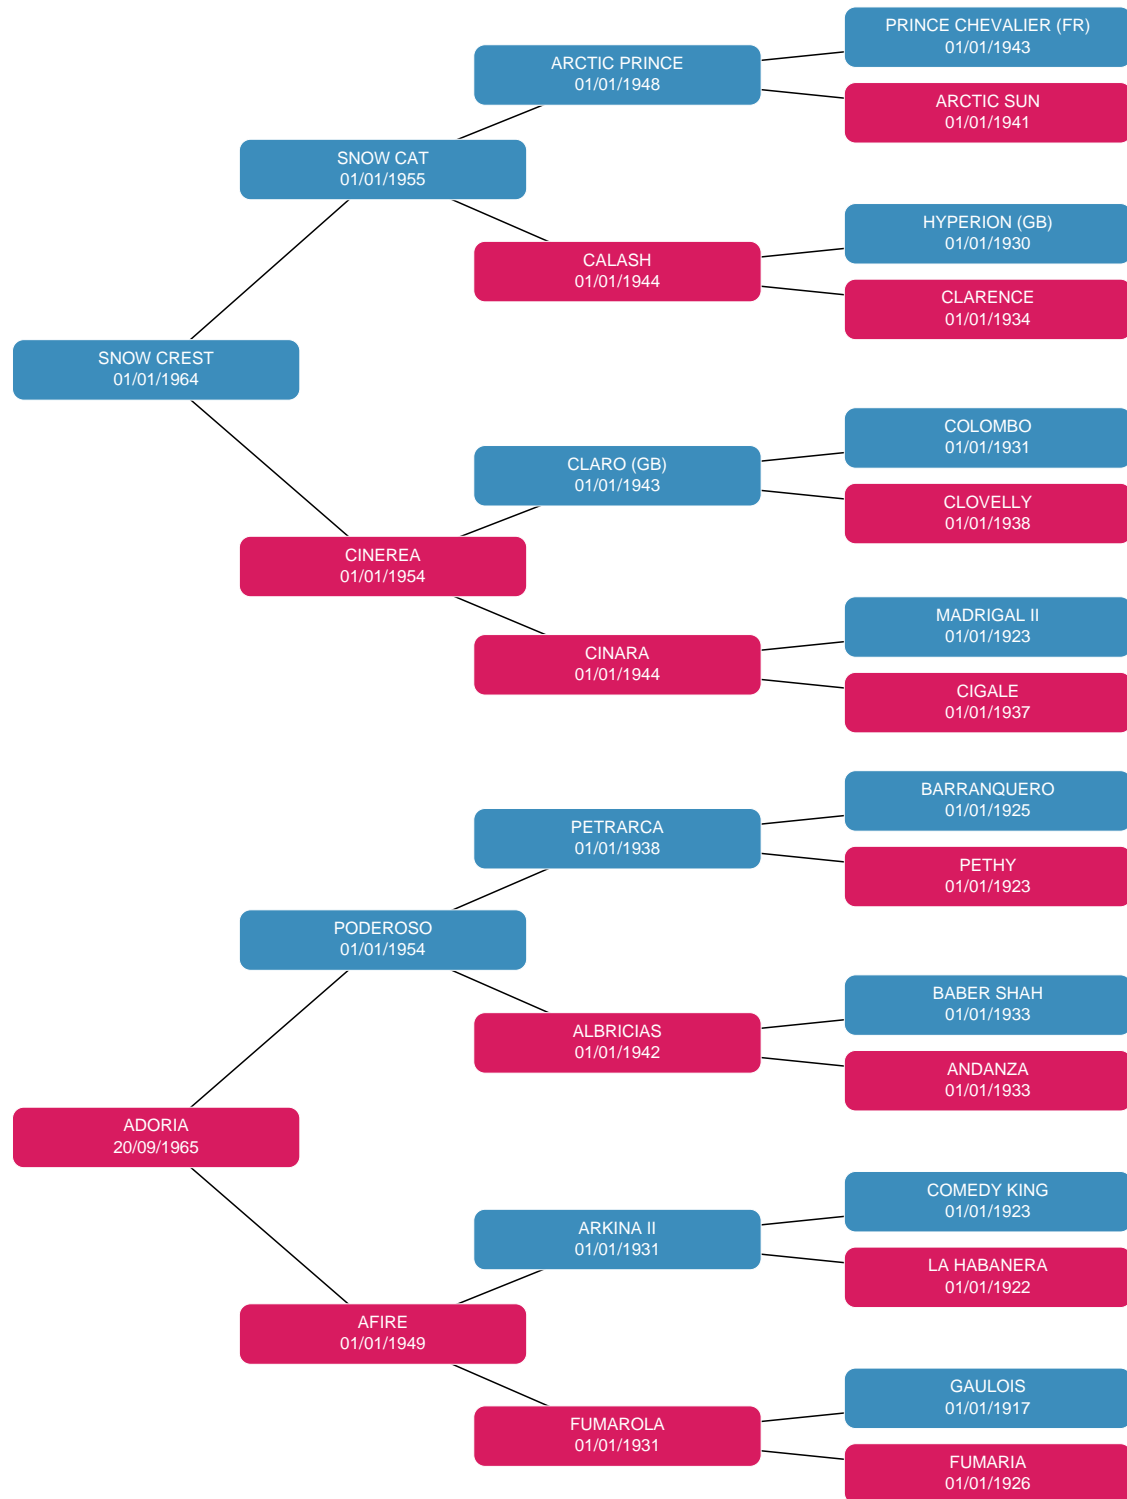 PRINCE CHEVALIER (FR)
01/01/1943
ARCTIC PRINCE
01/01/1948
ARCTIC SUN
01/01/1941
SNOW CAT
01/01/1955
HYPERION (GB)
01/01/1930
CALASH
01/01/1944
CLARENCE
01/01/1934
SNOW CREST
01/01/1964
COLOMBO
01/01/1931
CLARO (GB)
01/01/1943
CLOVELLY
01/01/1938
CINEREA
01/01/1954
MADRIGAL II
01/01/1923
CINARA
01/01/1944
CIGALE
01/01/1937
BARRANQUERO
01/01/1925
PETRARCA
01/01/1938
PETHY
01/01/1923
PODEROSO
01/01/1954
BABER SHAH
01/01/1933
ALBRICIAS
01/01/1942
ANDANZA
01/01/1933
ADORIA
20/09/1965
COMEDY KING
01/01/1923
ARKINA II
01/01/1931
LA HABANERA
01/01/1922
AFIRE
01/01/1949
GAULOIS
01/01/1917
FUMAROLA
01/01/1931
FUMARIA
01/01/1926